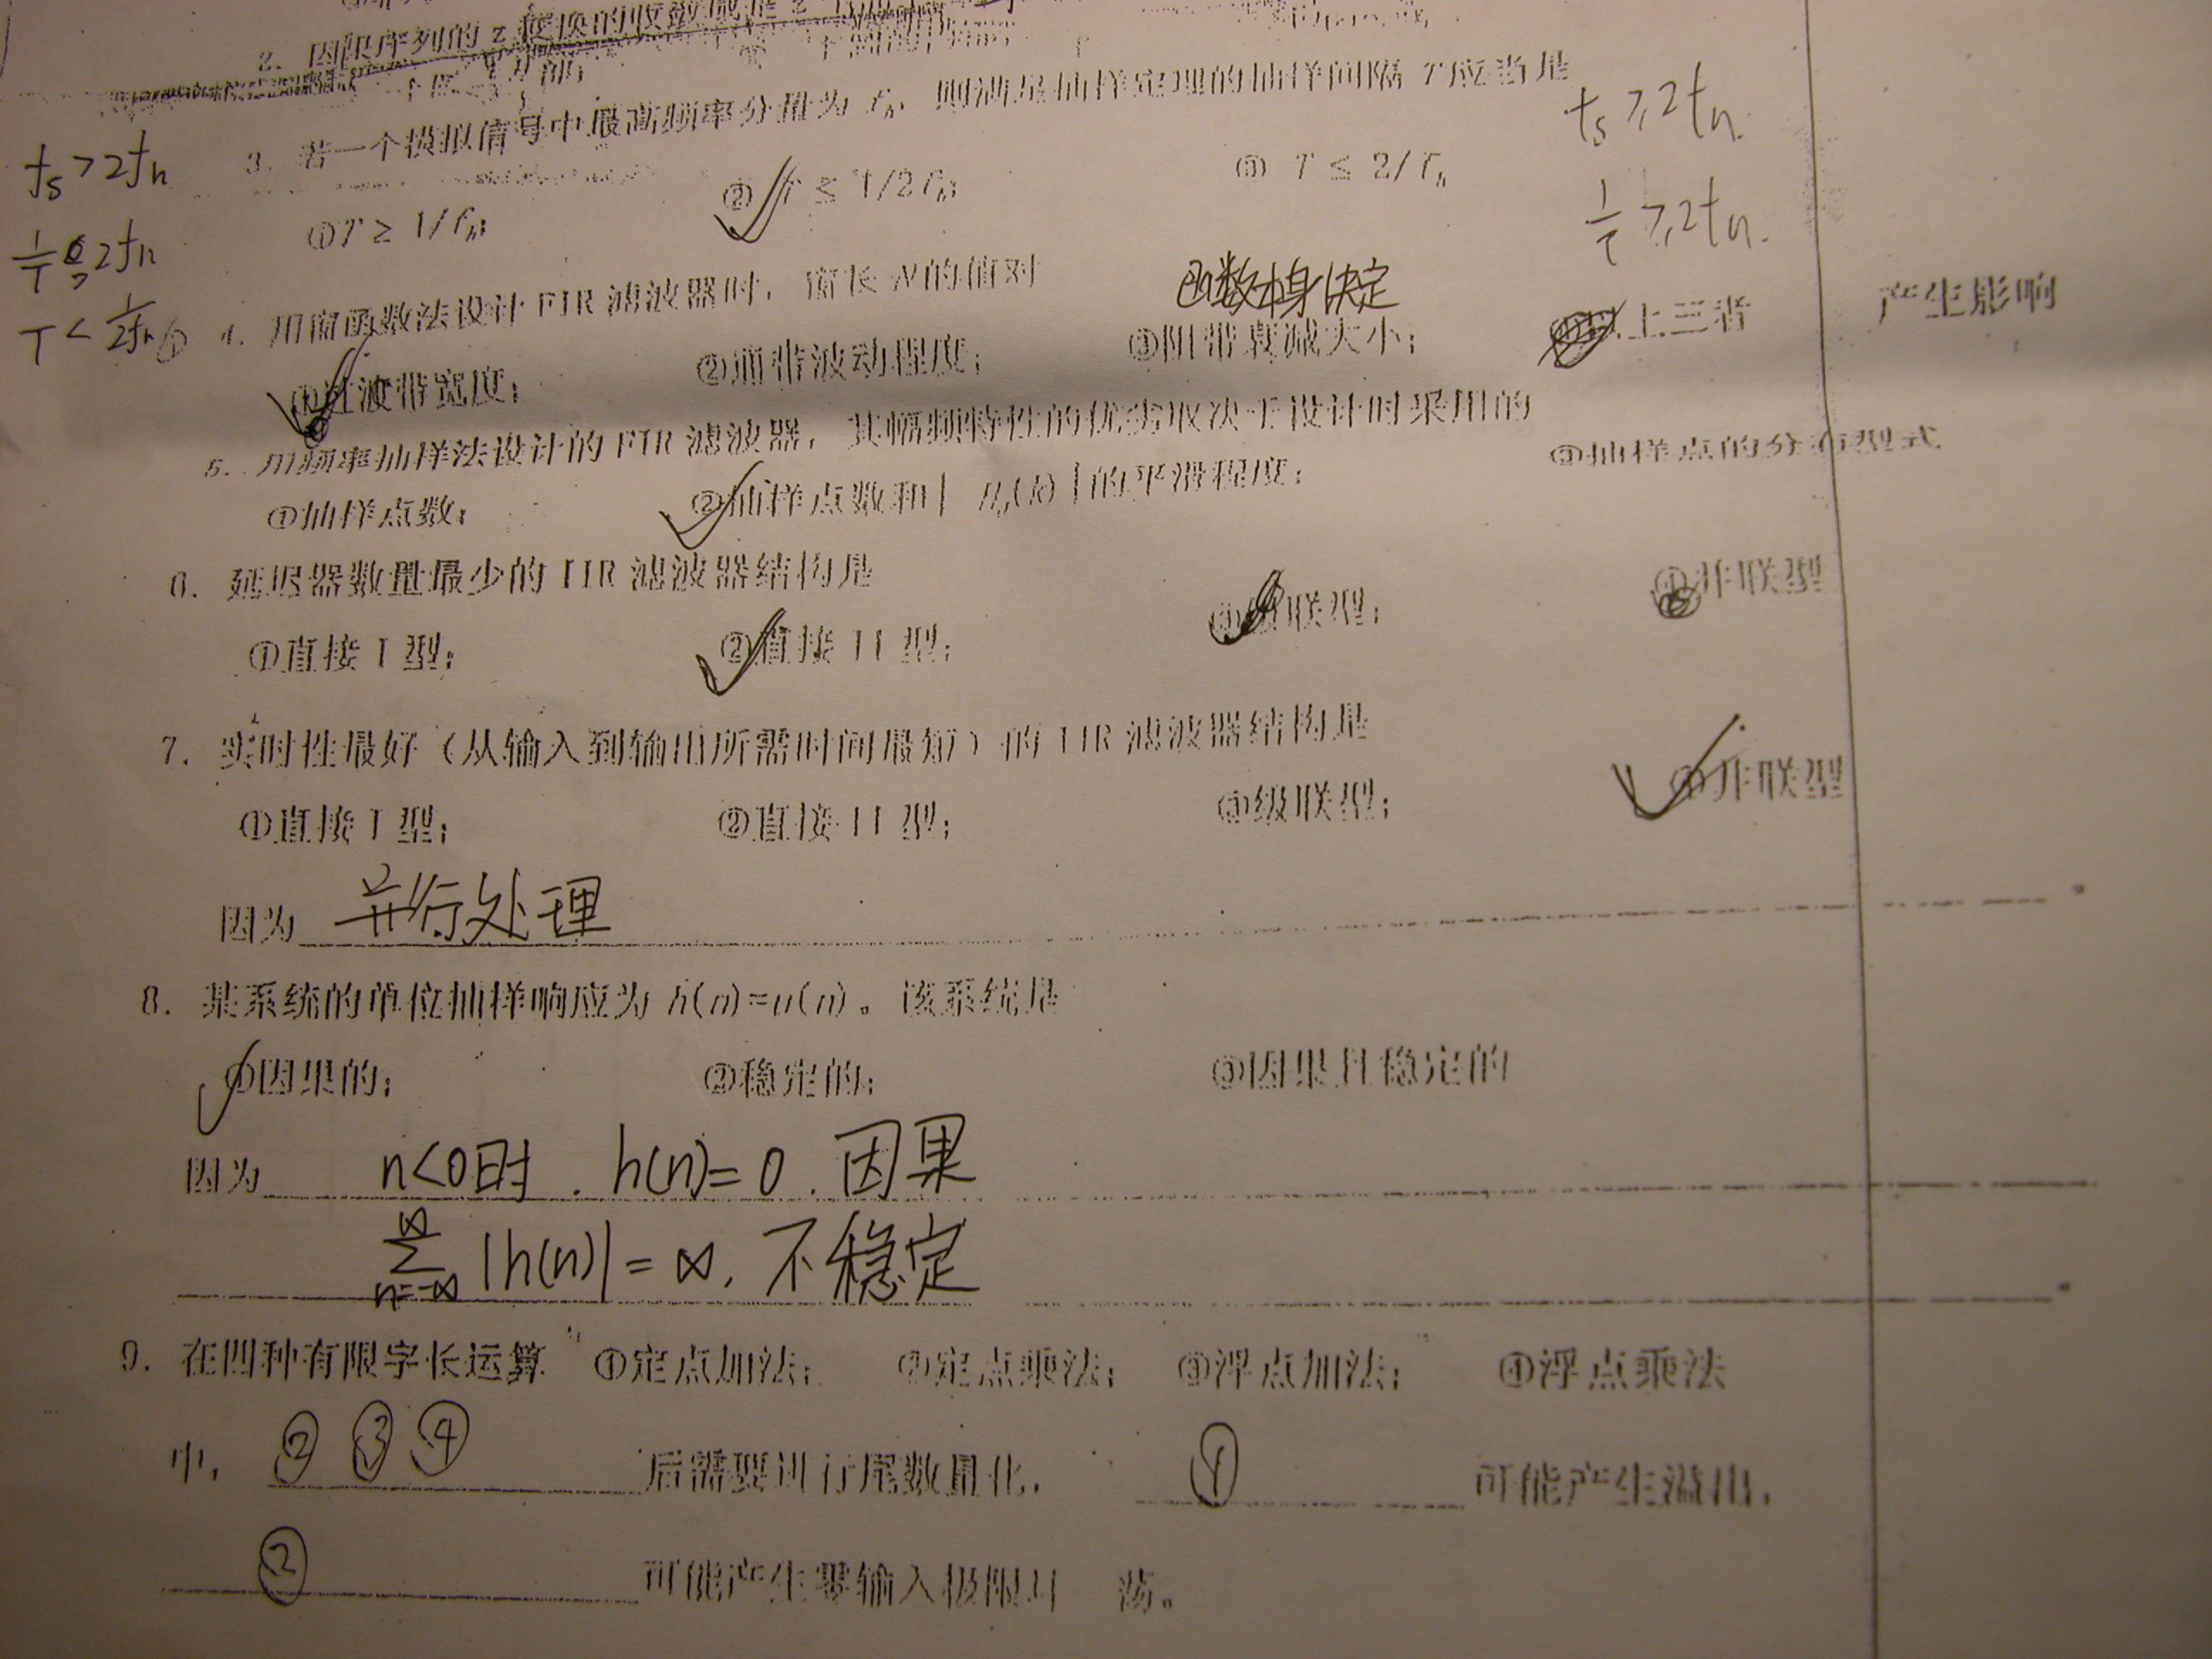 2. 因果序列的 z 变换的收敛域是 z
f_s > 2f_h
3. 若一个模拟信号中最高频率分量为 f_h，则满足抽样定理的抽样间隔 T应当是
f_s ≥ 2f_h.
①T ≥ 1/f_h; ② T ≤ 1/2f_h; ③ T ≤ 2/f_h
1/T ≥ 2f_h.
1/T > 2f_h
T < 1/2f_h
4. 用窗函数法设计 FIR 滤波器时，窗长 N的值对 产生影响
函数本身决定
①过渡带宽度; ②通带波动程度; ③阻带衰减大小; 以上三者
5. 用频率抽样法设计的 FIR 滤波器，其幅频特性的优劣取决于设计时采用的
①抽样点数; ②抽样点数和| H_d(k) |的平滑程度; ③抽样点的分布型式.
6. 延迟器数量最少的 IIR 滤波器结构是
①直接 I 型; ②直接 II 型; ③级联型; ④并联型
7. 实时性最好（从输入到输出所需时间最短）的 IIR 滤波器结构是
①直接 I 型; ②直接 II 型; ③级联型; ④并联型
因为 并行处理 .
8. 某系统的单位抽样响应为 h(n)=u(n)。该系统是
①因果的; ②稳定的; ③因果且稳定的
因为 n<0时. h(n)=0. 因果
∞∑n=-∞ |h(n)| = ∞. 不稳定 .
9. 在四种有限字长运算 ①定点加法; ②定点乘法; ③浮点加法; ④浮点乘法
中, ② ③ ④ 后需要进行尾数量化, ① 可能产生溢出,
② 可能产生零输入极限 荡。